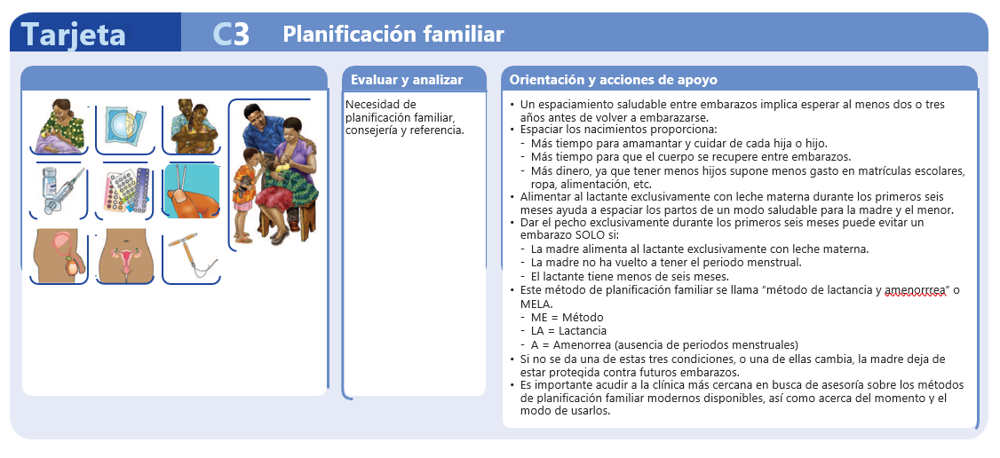 Tarjeta C3 Planificación familiar
Evaluar y analizar
Necesidad de
planificación familiar,
consejería y referencia.
Orientación y acciones de apoyo
• Un espaciamiento saludable entre embarazos implica esperar al menos dos o tres
años antes de volver a embarazarse.
• Espaciar los nacimientos proporciona:
- Más tiempo para amamantar y cuidar de cada hija o hijo.
- Más tiempo para que el cuerpo se recupere entre embarazos.
- Más dinero, ya que tener menos hijos supone menos gasto en matrículas escolares,
ropa, alimentación, etc.
• Alimentar al lactante exclusivamente con leche materna durante los primeros seis
meses ayuda a espaciar los partos de un modo saludable para la madre y el menor.
• Dar el pecho exclusivamente durante los primeros seis meses puede evitar un
embarazo SOLO si:
- La madre alimenta al lactante exclusivamente con leche materna.
- La madre no ha vuelto a tener el periodo menstrual.
- El lactante tiene menos de seis meses.
• Este método de planificación familiar se llama “método de lactancia y amenorrrea” o
MELA.
- ME = Método
- LA = Lactancia
- A = Amenorrea (ausencia de periodos menstruales)
• Si no se da una de estas tres condiciones, o una de ellas cambia, la madre deja de
estar protegida contra futuros embarazos.
• Es importante acudir a la clínica más cercana en busca de asesoría sobre los métodos
de planificación familiar modernos disponibles, así como acerca del momento y el
modo de usarlos.